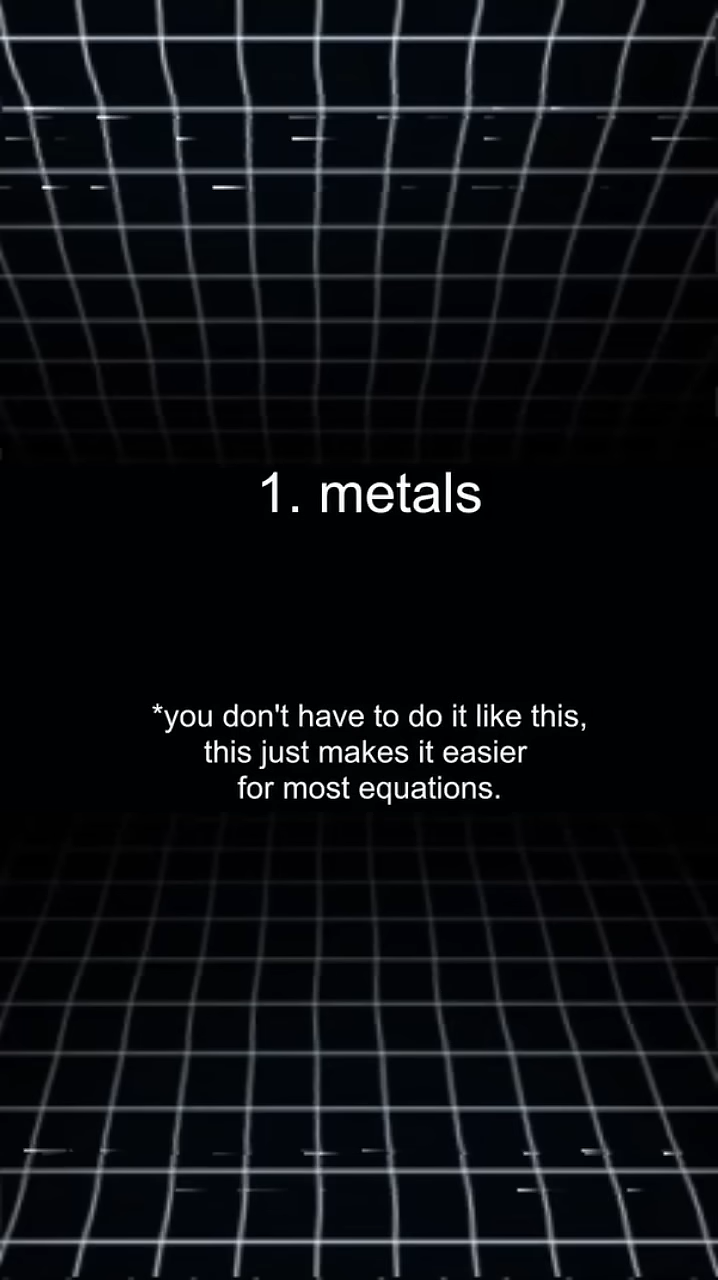 1. metals
*you don't have to do it like this,
this just makes it easier
for most equations.